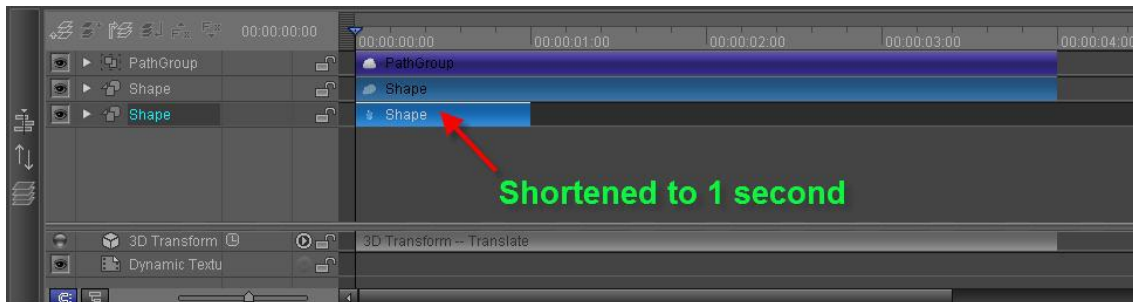 00:00:00:00
00:00:00:00 00:00:01:00 00:00:02:00 00:00:03:00 00:00:04:00
PathGroup PathGroup
Shape Shape
Shape Shape
Shortened to 1 second
3D Transform 3D Transform -- Translate
Dynamic Textu